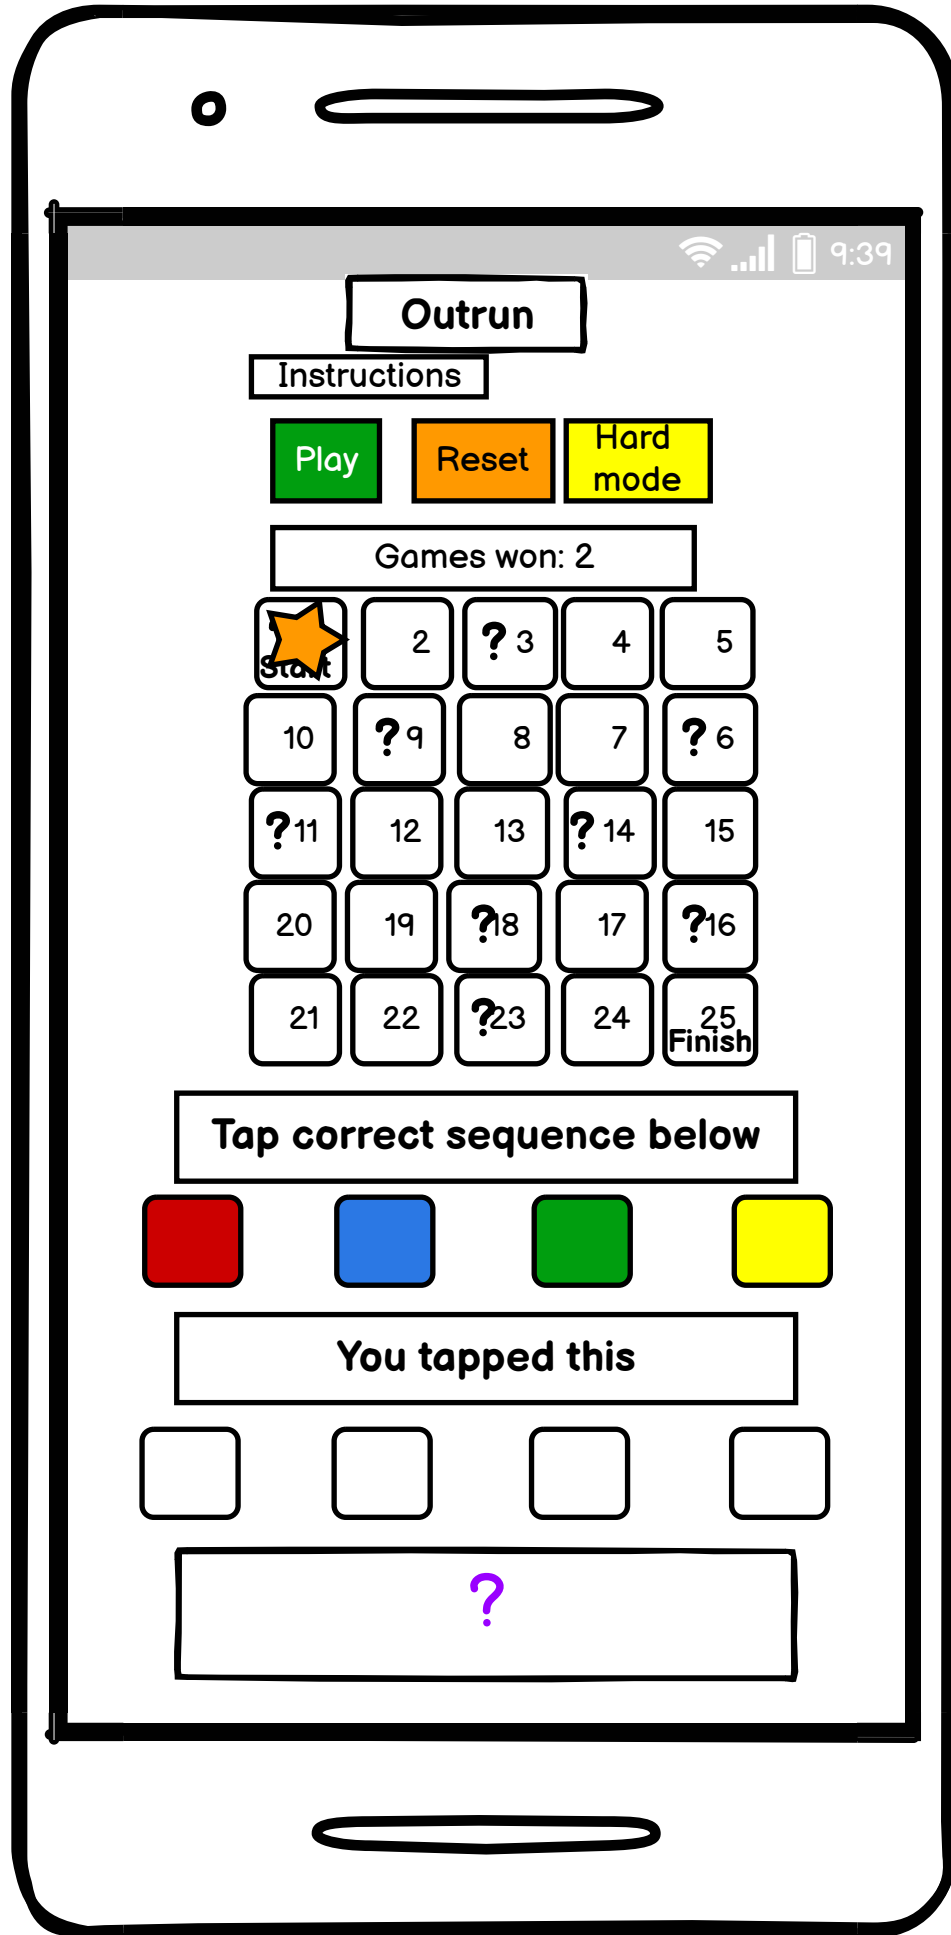 9:39
Outrun
Instructions
Play Reset Hard mode
Games won: 2
Start 2 ? 3 4 5
10 ? 9 8 7 ? 6
? 11 12 13 ? 14 15
20 19 ? 18 17 ? 16
21 22 ? 23 24 25
Finish
Tap correct sequence below
You tapped this
?